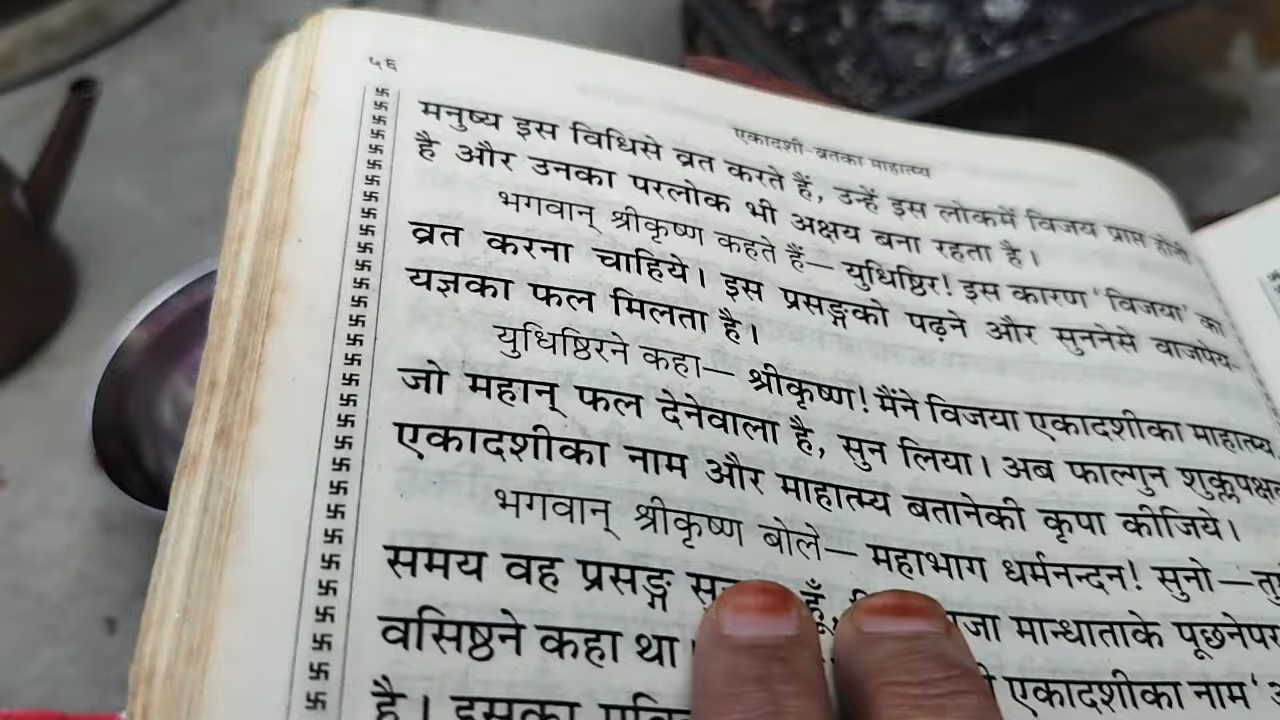 ५६
एकादशी-व्रतका माहात्म्य
मनुष्य इस विधिसे व्रत करते हैं, उन्हें इस लोकमें विजय प्राप्त होती
है और उनका परलोक भी अक्षय बना रहता है।
भगवान् श्रीकृष्ण कहते हैं— युधिष्ठिर! इस कारण 'विजया' का
व्रत करना चाहिये। इस प्रसङ्गको पढ़ने और सुननेसे वाजपेय-
यज्ञका फल मिलता है।
युधिष्ठिरने कहा— श्रीकृष्ण! मैंने विजया एकादशीका माहात्म्य
जो महान् फल देनेवाला है, सुन लिया। अब फाल्गुन शुक्लपक्षकी
एकादशीका नाम और माहात्म्य बतानेकी कृपा कीजिये।
भगवान् श्रीकृष्ण बोले— महाभाग धर्मनन्दन! सुनो—
समय वह प्रसङ्ग हूँ, मान्धाताके पूछनेपर
वसिष्ठने कहा था। एकादशीका नाम '
है। इसका